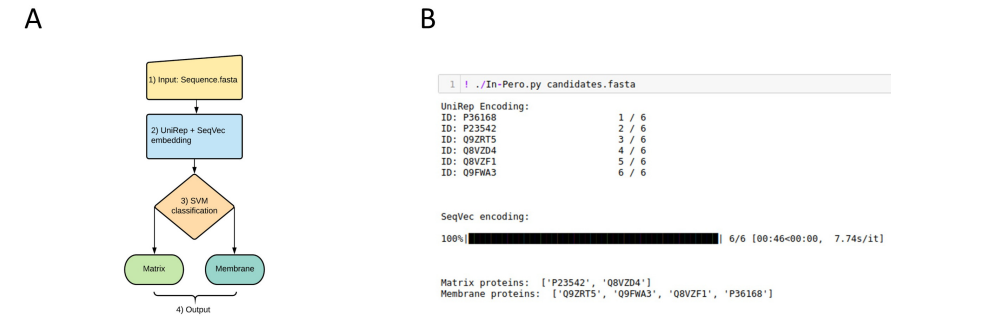 A
1) Input: Sequence.fasta
2) UniRep + SeqVec
embedding
3) SVM
classification
Matrix
Membrane
4) Output
B
1 ! ./In-Pero.py candidates.fasta
UniRep Encoding:
ID: P36168 1 / 6
ID: P23542 2 / 6
ID: Q9ZRT5 3 / 6
ID: Q8VZD4 4 / 6
ID: Q8VZF1 5 / 6
ID: Q9FWA3 6 / 6
SeqVec encoding:
100%|██████████| 6/6 [00:46<00:00, 7.74s/it]
Matrix proteins: ['P23542', 'Q8VZD4']
Membrane proteins: ['Q9ZRT5', 'Q9FWA3', 'Q8VZF1', 'P36168']